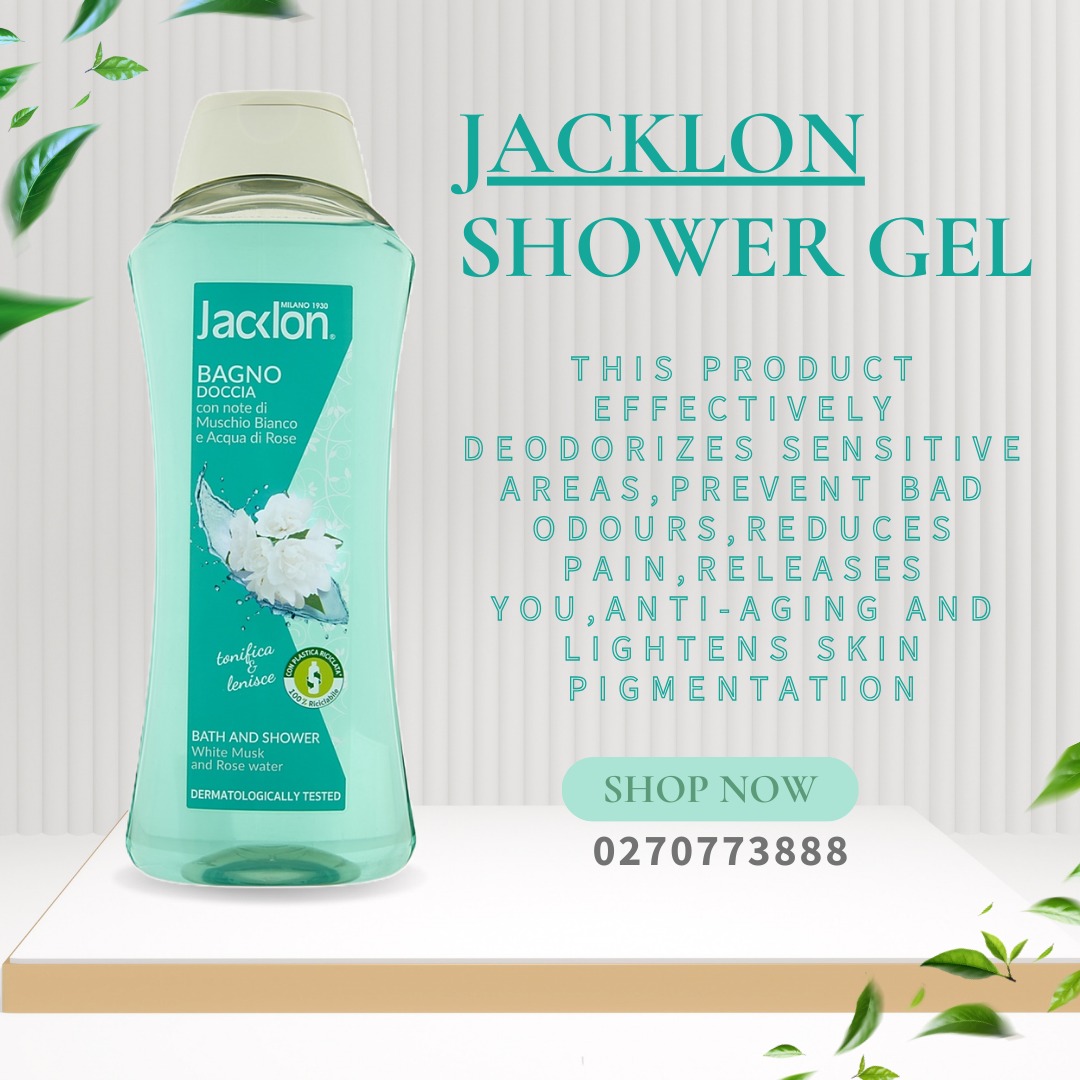 JACKLON
SHOWER GEL
THIS PRODUCT
EFFECTIVELY
DEODORIZES SENSITIVE
AREAS,PREVENT BAD
ODOURS,REDUCES
PAIN,RELEASES
YOU,ANTI-AGING AND
LIGHTENS SKIN
PIGMENTATION
SHOP NOW
0270773888
MILANO 1930
Jacklon®
BAGNO
DOCCIA
con note di
Muschio Bianco
e Acqua di Rose
tonifica
&
lenisce
CON PLASTICA RICICLATA*
100% Riciclabile
BATH AND SHOWER
White Musk
and Rose water
DERMATOLOGICALLY TESTED